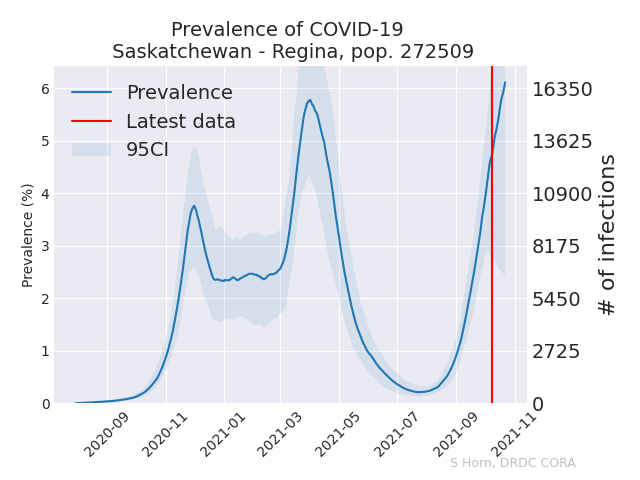 Prevalence of COVID-19
Saskatchewan - Regina, pop. 272509
Prevalence
Latest data
95CI
Prevalence (%)
6
5
4
3
2
1
0
16350
13625
10900
8175
5450
2725
0
# of infections
2020-09
2020-11
2021-01
2021-03
2021-05
2021-07
2021-09
2021-11
S Horn, DRDC CORA